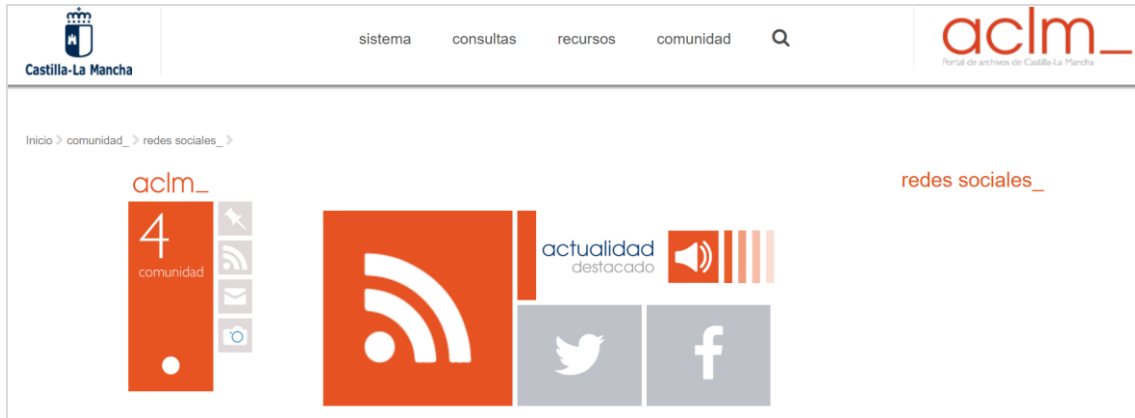 Castilla-La Mancha
sistema consultas recursos comunidad
aclm_
Portal de archivos de Castilla-La Mancha
Inicio > comunidad_ > redes sociales_ >
aclm_
4
comunidad
actualidad
destacado
redes sociales_